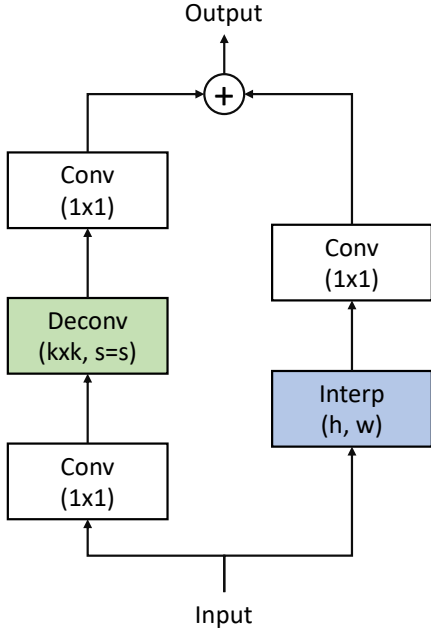 Output
+
Conv
(1x1)
Conv
(1x1)
Deconv
(kxk, s=s)
Interp
(h, w)
Conv
(1x1)
Input